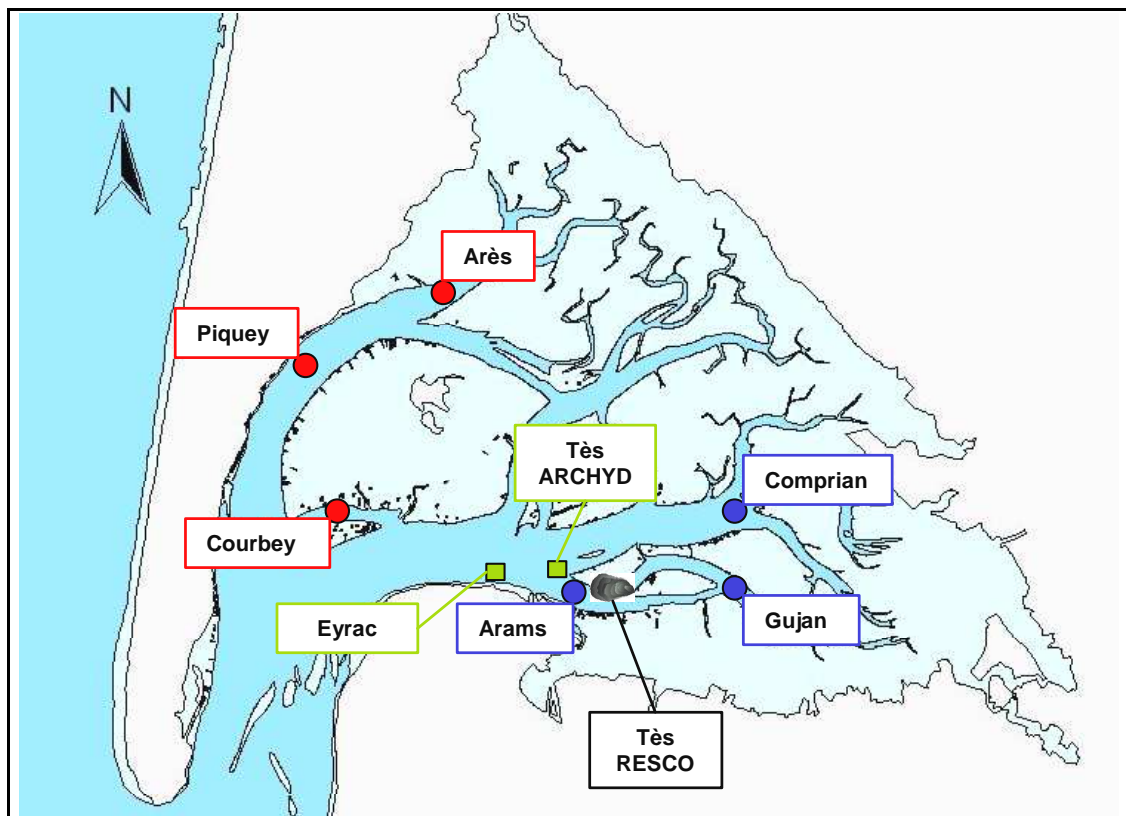 N
Arès
Piquey
Tès
ARCHYD
Comprian
Courbey
Eyrac
Arams
Gujan
Tès
RESCO